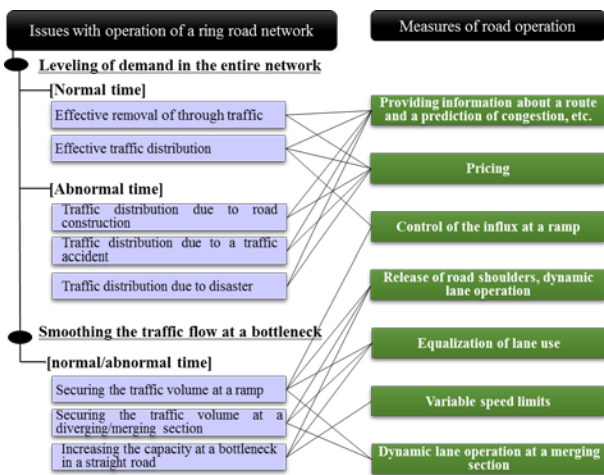 Issues with operation of a ring road network
Leveling of demand in the entire network
[Normal time]
Effective removal of through traffic
Effective traffic distribution
[Abnormal time]
Traffic distribution due to road
construction
Traffic distribution due to a traffic
accident
Traffic distribution due to disaster
Smoothing the traffic flow at a bottleneck
[normal/abnormal time]
Securing the traffic volume at a ramp
Securing the traffic volume at a
diverging/merging section
Increasing the capacity at a bottleneck
in a straight road
Measures of road operation
Providing information about a route
and a prediction of congestion, etc.
Pricing
Control of the influx at a ramp
Release of road shoulders, dynamic
lane operation
Equalization of lane use
Variable speed limits
Dynamic lane operation at a merging
section